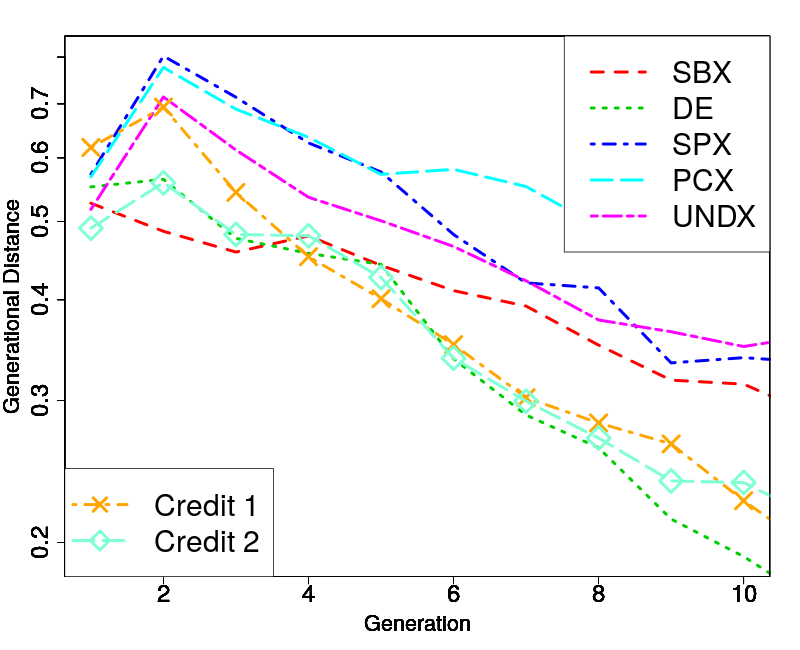 SBX
DE
SPX
PCX
UNDX
Generational Distance
0.7
0.6
0.5
0.4
0.3
0.2
Credit 1
Credit 2
2 4 6 8 10
Generation